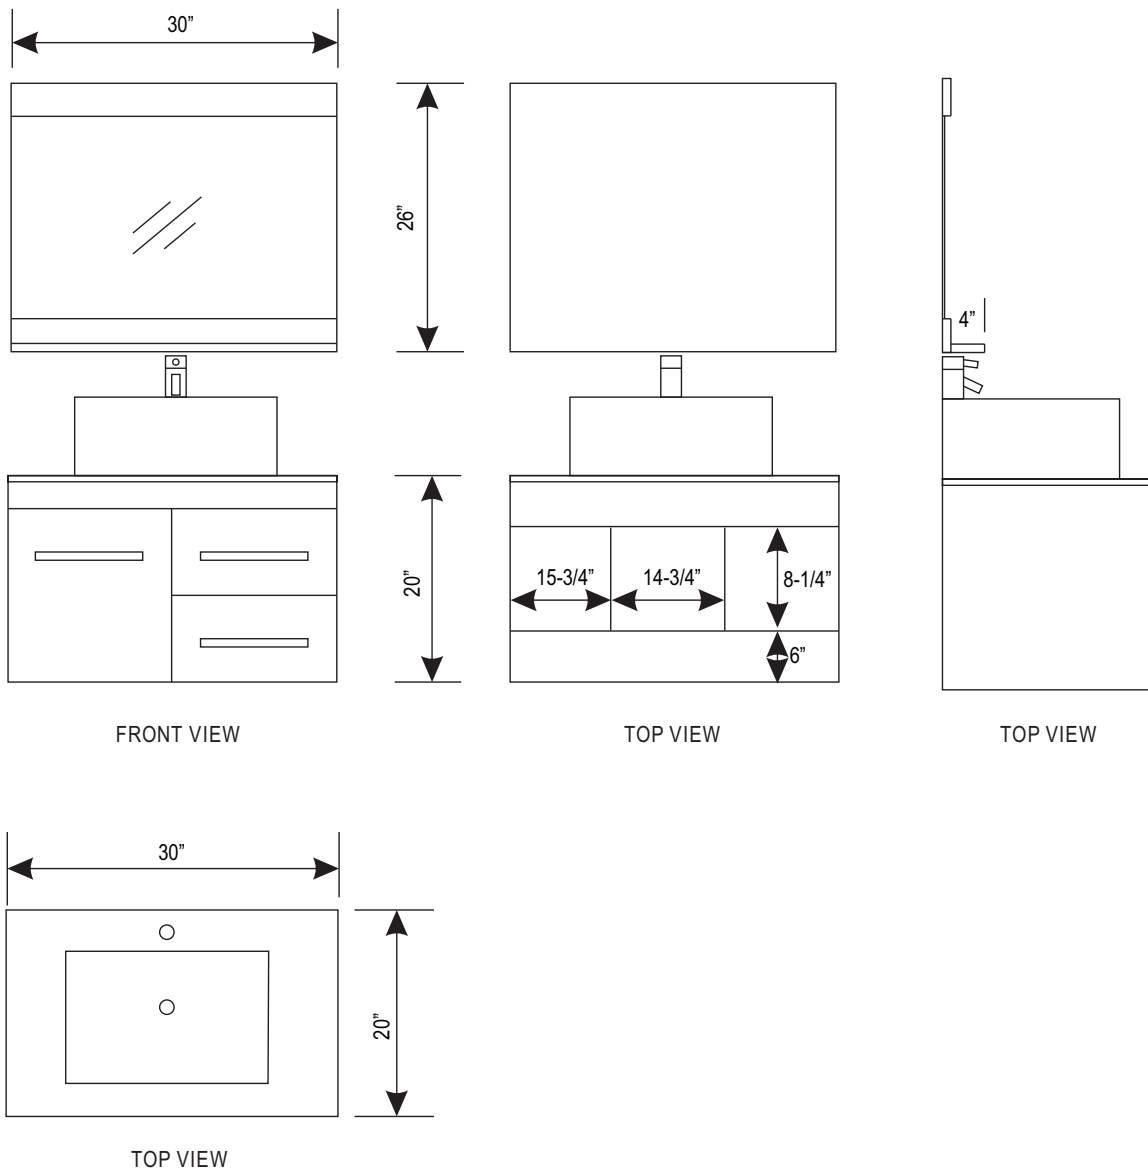 30”
26”
4”
20”
15-3/4”
14-3/4”
8-1/4”
6”
FRONT VIEW
TOP VIEW
TOP VIEW
30”
20”
TOP VIEW